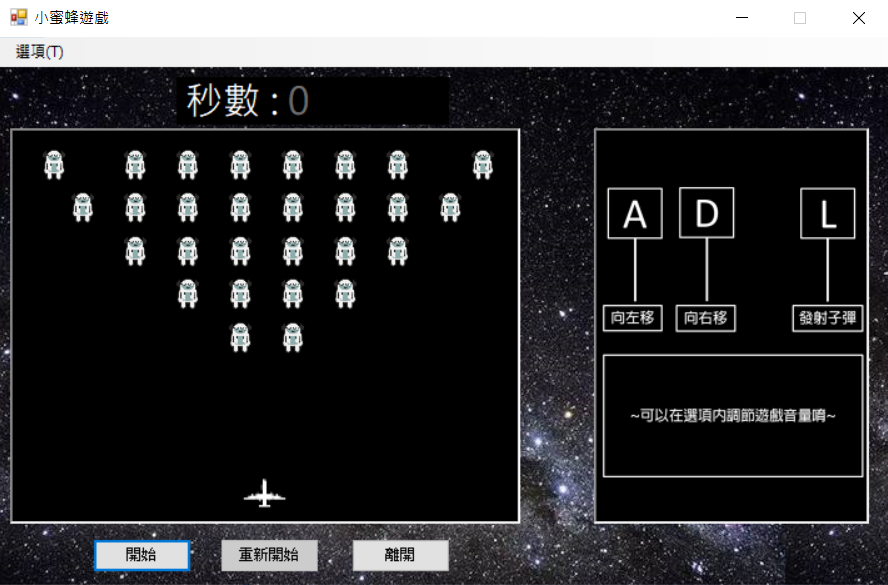 小蜜蜂遊戲
選項(T)
秒數 : 0
A D L
向左移 向右移 發射子彈
~可以在選項内調節遊戲音量唷~
開始 重新開始 離開